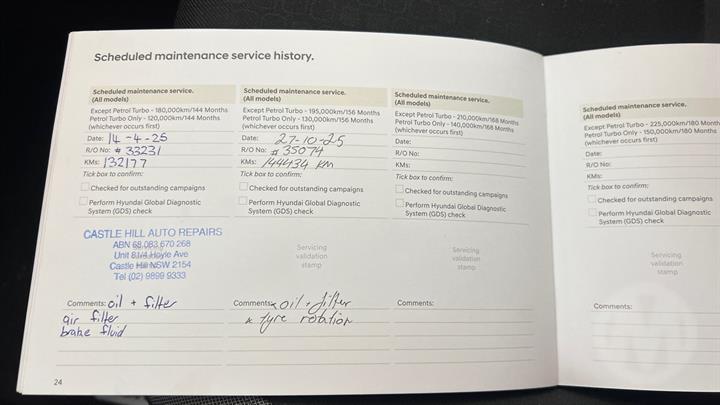 Scheduled maintenance service history.
Scheduled maintenance service.
(All models)
Except Petrol Turbo - 180,000km/144 Months
Petrol Turbo Only - 120,000km/144 Months
(whichever occurs first)
Date: 14-4-25
R/O No: # 33231
KMs: 132177
Tick box to confirm:
Checked for outstanding campaigns
Perform Hyundai Global Diagnostic
System (GDS) check
CASTLE HILL AUTO REPAIRS
ABN 68 083 670 268
Unit 81/4 Hoyle Ave
Castle Hill NSW 2154
Tel (02) 9899 9333
Comments: oil + filter
air filter
brake fluid
24
Scheduled maintenance service.
(All models)
Except Petrol Turbo - 195,000km/156 Months
Petrol Turbo Only - 130,000km/156 Months
(whichever occurs first)
Date: 27-10-25
R/O No: # 35074
KMs: 144434 KM
Tick box to confirm:
Checked for outstanding campaigns
Perform Hyundai Global Diagnostic
System (GDS) check
Servicing
validation
stamp
Comments: x oil + filter
x tyre rotation
Scheduled maintenance service.
(All models)
Except Petrol Turbo - 210,000km/168 Months
Petrol Turbo Only - 140,000km/168 Months
(whichever occurs first)
Date:
R/O No:
KMs:
Tick box to confirm:
Checked for outstanding campaigns
Perform Hyundai Global Diagnostic
System (GDS) check
Servicing
validation
stamp
Comments:
Scheduled maintenance service.
(All models)
Except Petrol Turbo - 225,000km/180 Month
Petrol Turbo Only - 150,000km/180 Months
(whichever occurs first)
Date:
R/O No:
KMs:
Tick box to confirm:
Checked for outstanding campaigns
Perform Hyundai Global Diagnostic
System (GDS) check
Servicing
validation
stamp
Comments: